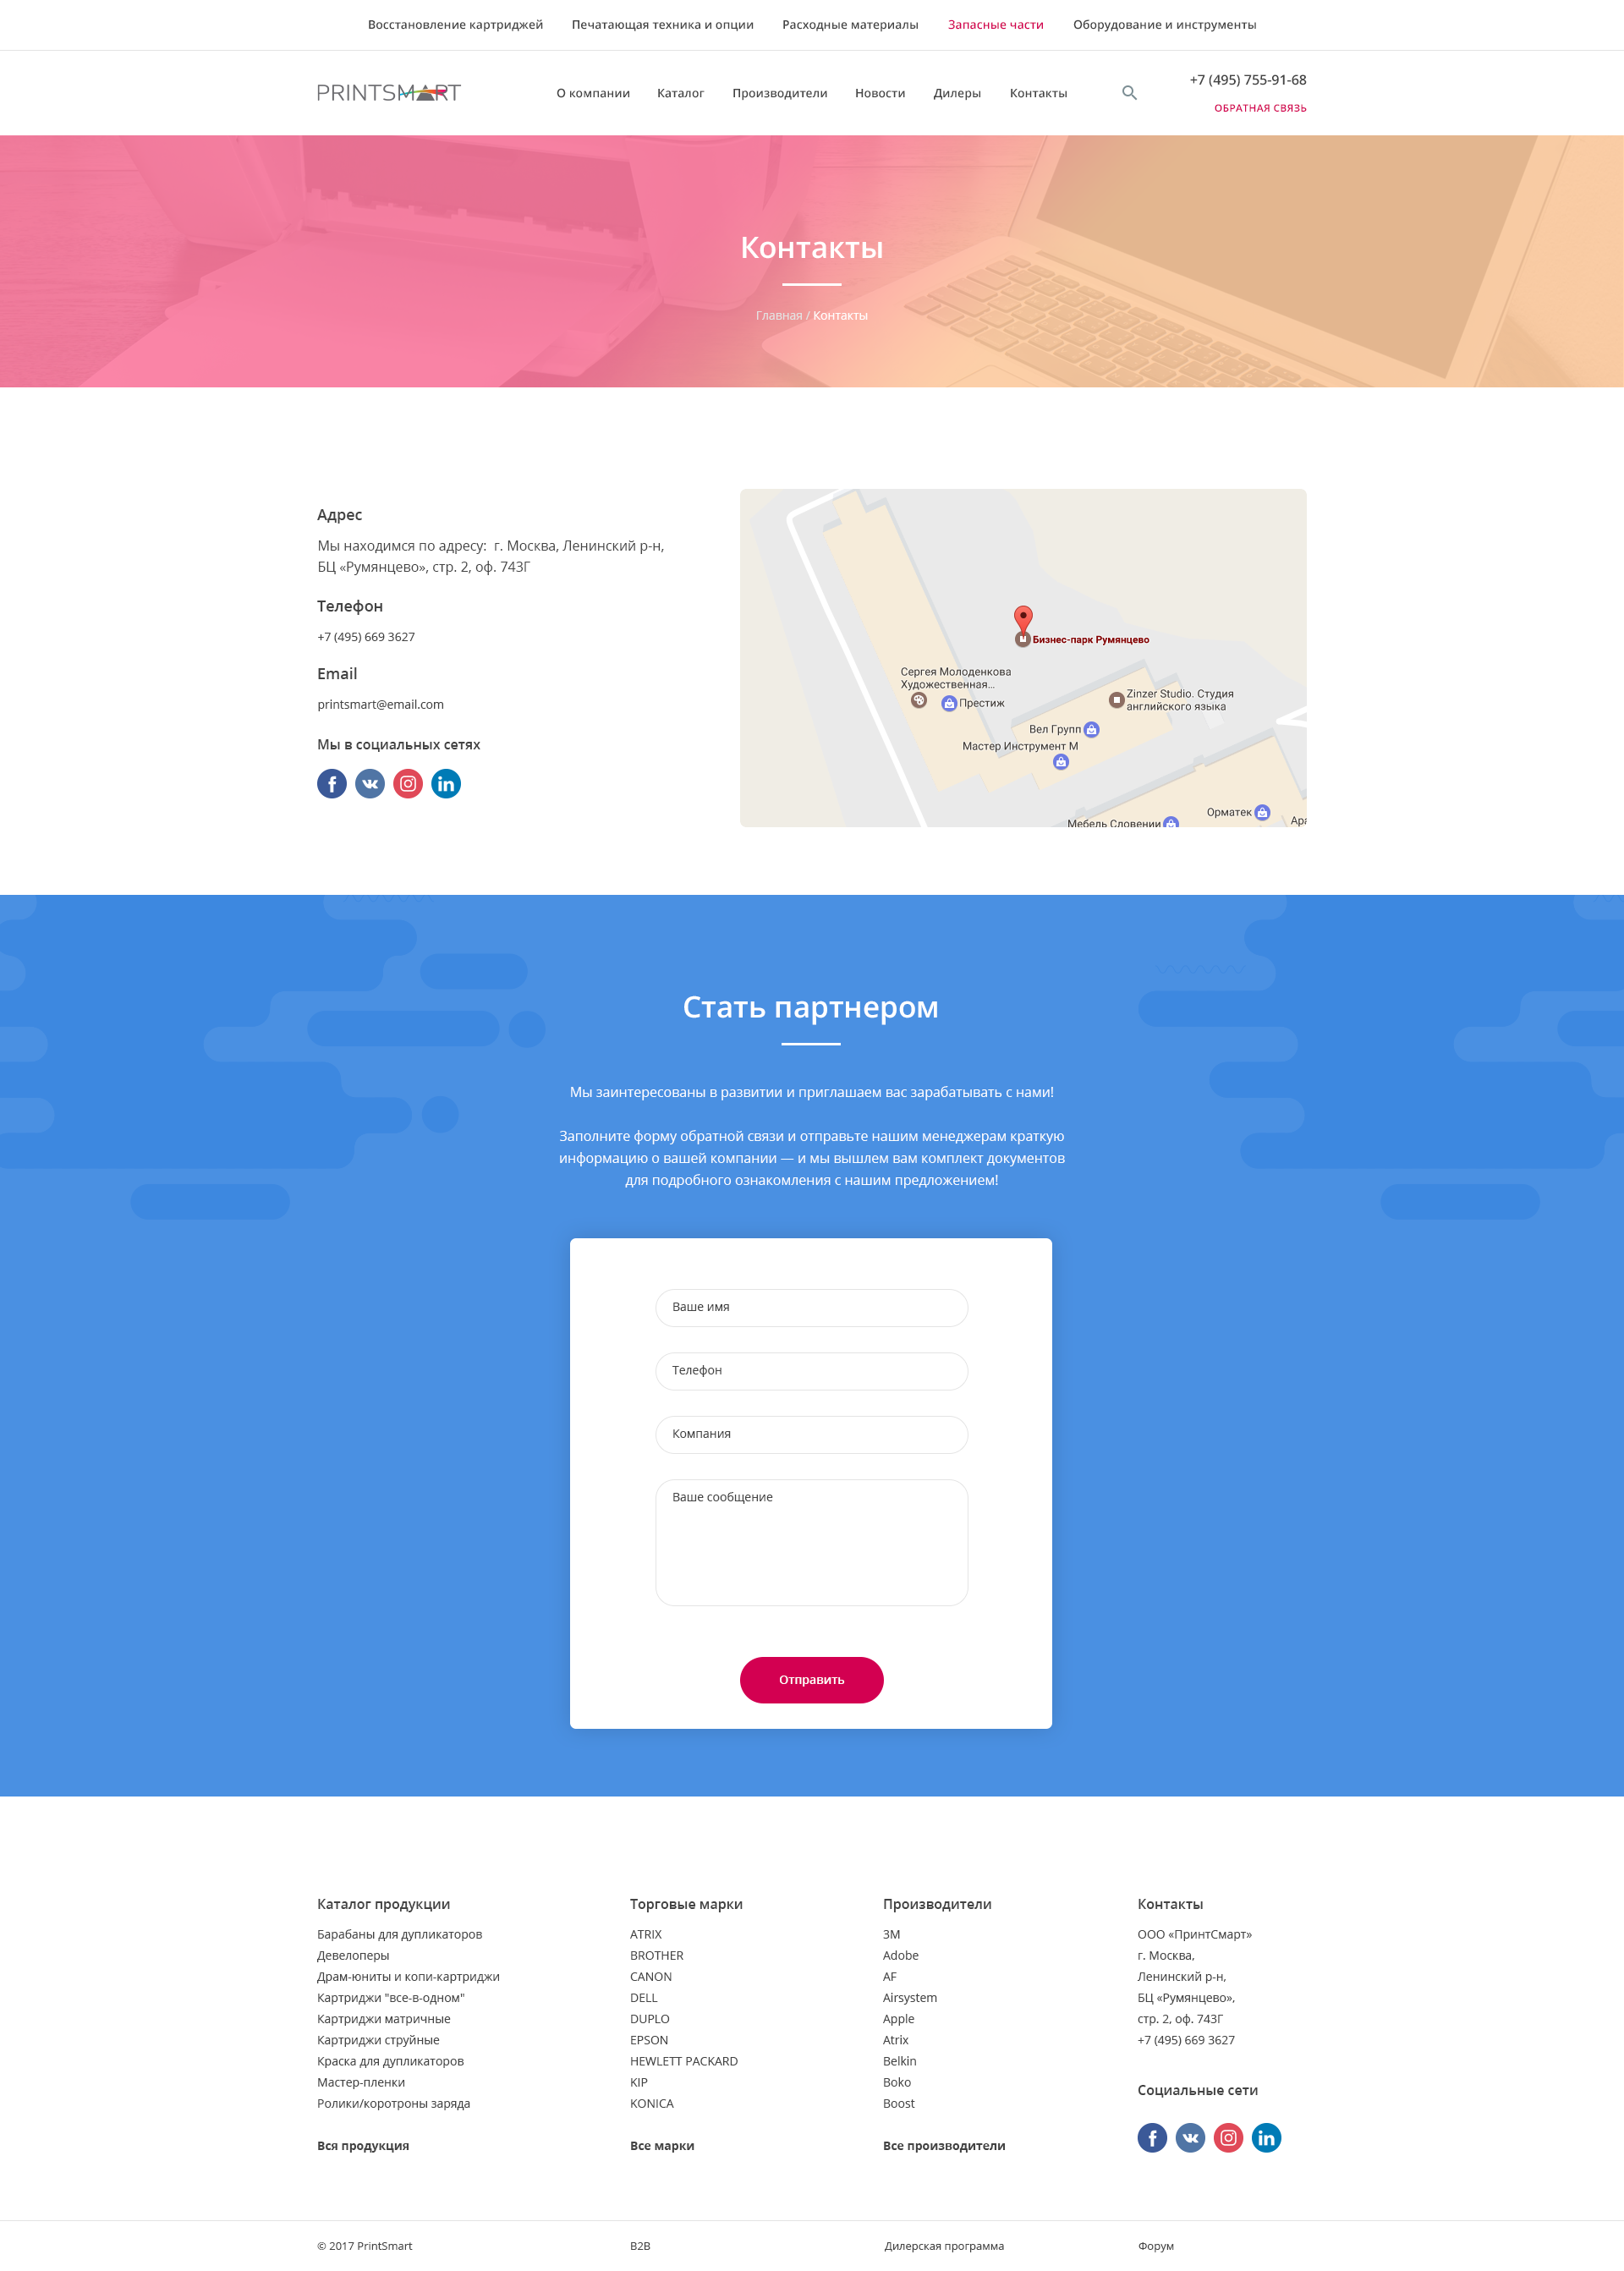 Восстановление картриджей Печатающая техника и опции Расходные материалы Запасные части Оборудование и инструменты
PRINTSMART О компании Каталог Производители Новости Дилеры Контакты
+7 (495) 755-91-68
ОБРАТНАЯ СВЯЗЬ
Контакты
Главная / Контакты
Адрес
Мы находимся по адресу: г. Москва, Ленинский р-н,
БЦ «Румянцево», стр. 2, оф. 743Г
Телефон
+7 (495) 669 3627
Email
printsmart@email.com
Мы в социальных сетях
Бизнес-парк Румянцево
Сергея Молоденкова
Художественная...
Престиж
Zinzer Studio. Студия
английского языка
Вел Групп
Мастер Инструмент М
Орматек
Мебель Словении
Ара
Стать партнером
Мы заинтересованы в развитии и приглашаем вас зарабатывать с нами!
Заполните форму обратной связи и отправьте нашим менеджерам краткую
информацию о вашей компании — и мы вышлем вам комплект документов
для подробного ознакомления с нашим предложением!
Ваше имя
Телефон
Компания
Ваше сообщение
Отправить
Каталог продукции
Барабаны для дупликаторов
Девелоперы
Драм-юниты и копи-картриджи
Картриджи "все-в-одном"
Картриджи матричные
Картриджи струйные
Краска для дупликаторов
Мастер-пленки
Ролики/коротроны заряда
Вся продукция
Торговые марки
ATRIX
BROTHER
CANON
DELL
DUPLO
EPSON
HEWLETT PACKARD
KIP
KONICA
Все марки
Производители
3M
Adobe
AF
Airsystem
Apple
Atrix
Belkin
Boko
Boost
Все производители
Контакты
ООО «ПринтСмарт»
г. Москва,
Ленинский р-н,
БЦ «Румянцево»,
стр. 2, оф. 743Г
+7 (495) 669 3627
Социальные сети
© 2017 PrintSmart B2B Дилерская программа Форум